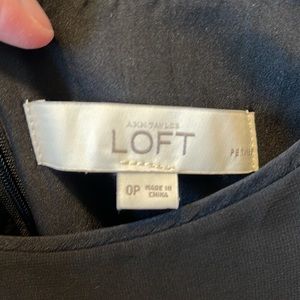 ANN TAYLOR
LOFT
PETITE
0P MADE IN
CHINA